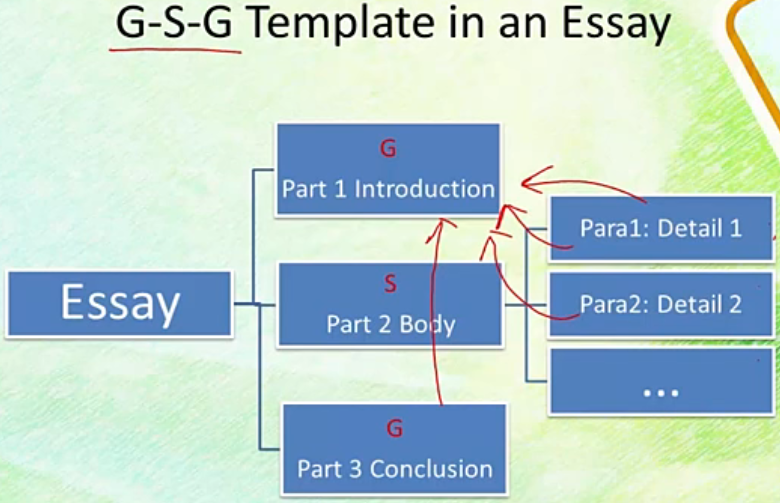 G-S-G Template in an Essay
G
Part 1 Introduction
Para1: Detail 1
Essay
S
Part 2 Body
Para2: Detail 2
...
G
Part 3 Conclusion